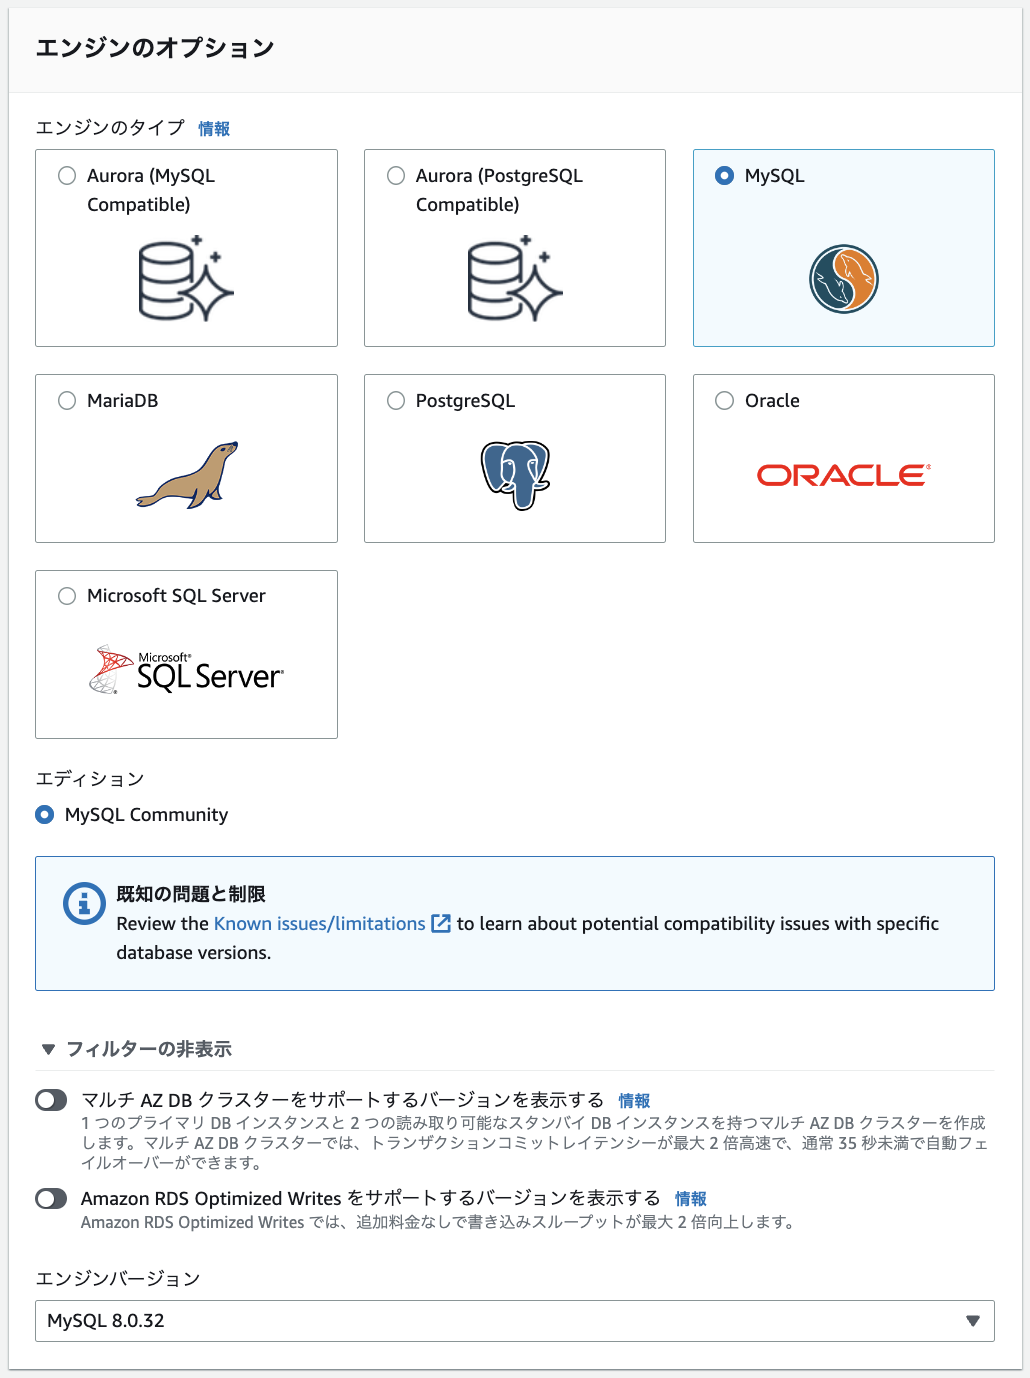 エンジンのオプション
エンジンのタイプ 情報
Aurora (MySQL
Compatible)
Aurora (PostgreSQL
Compatible)
MySQL
MariaDB
PostgreSQL
Oracle
ORACLE®
Microsoft SQL Server
Microsoft®
SQL Server®
エディション
MySQL Community
既知の問題と制限
Review the Known issues/limitations to learn about potential compatibility issues with specific
database versions.
フィルターの非表示
マルチ AZ DB クラスターをサポートするバージョンを表示する 情報
1 つのプライマリ DB インスタンスと 2 つの読み取り可能なスタンバイ DB インスタンスを持つマルチ AZ DB クラスターを作成
します。マルチ AZ DB クラスターでは、トランザクションコミットレイテンシーが最大 2 倍高速で、通常 35 秒未満で自動フェ
イルオーバーができます。
Amazon RDS Optimized Writes をサポートするバージョンを表示する 情報
Amazon RDS Optimized Writes では、追加料金なしで書き込みスループットが最大 2 倍向上します。
エンジンバージョン
MySQL 8.0.32